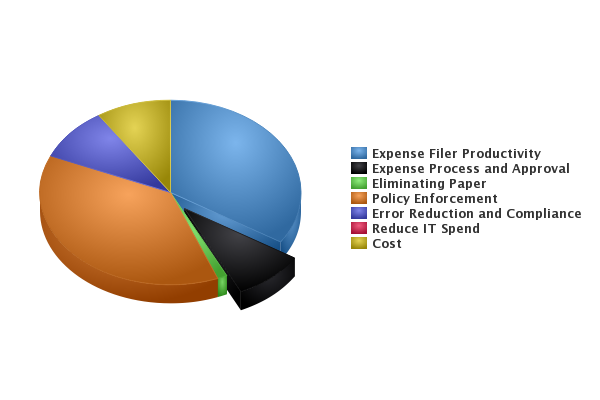 Expense Filer Productivity
Expense Process and Approval
Eliminating Paper
Policy Enforcement
Error Reduction and Compliance
Reduce IT Spend
Cost